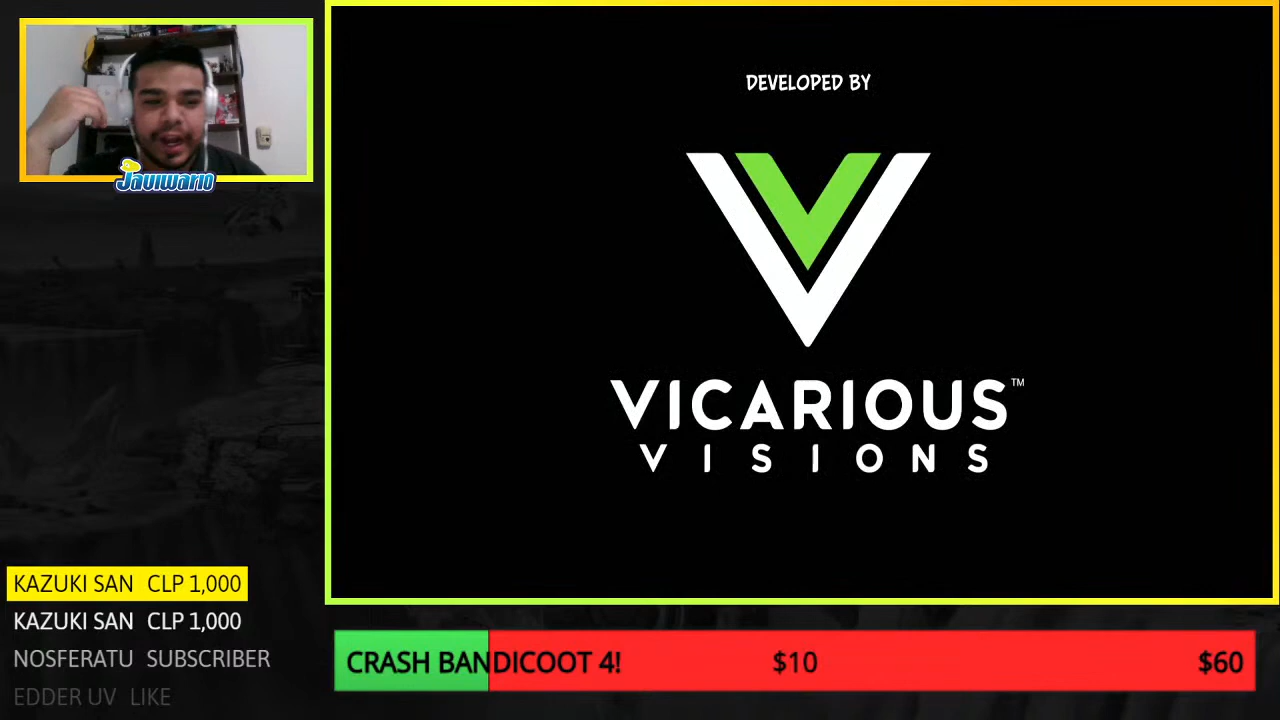 Javiwario
DEVELOPED BY
VICARIOUS™
VISIONS
KAZUKI SAN CLP 1,000
KAZUKI SAN CLP 1,000
NOSFERATU SUBSCRIBER
EDDER UV LIKE
CRASH BANDICOOT 4! $10 $60